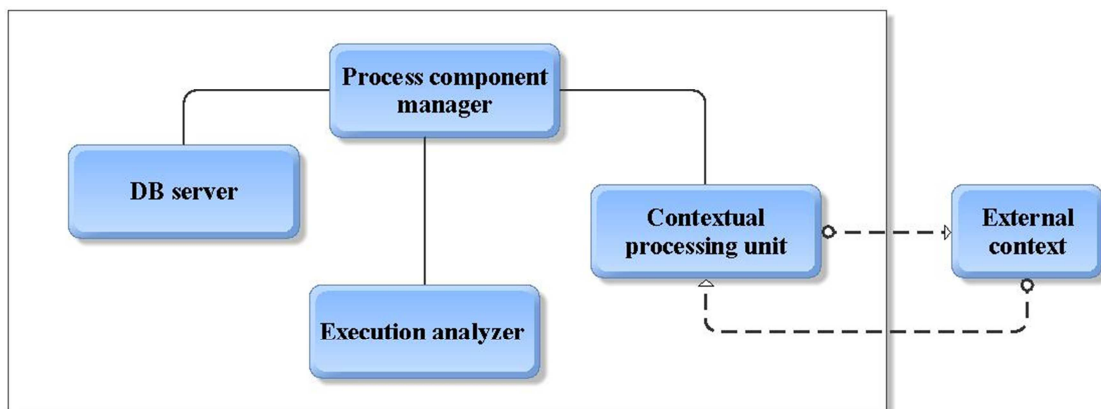 Process component
manager
DB server
Contextual
processing unit
External
context
Execution analyzer